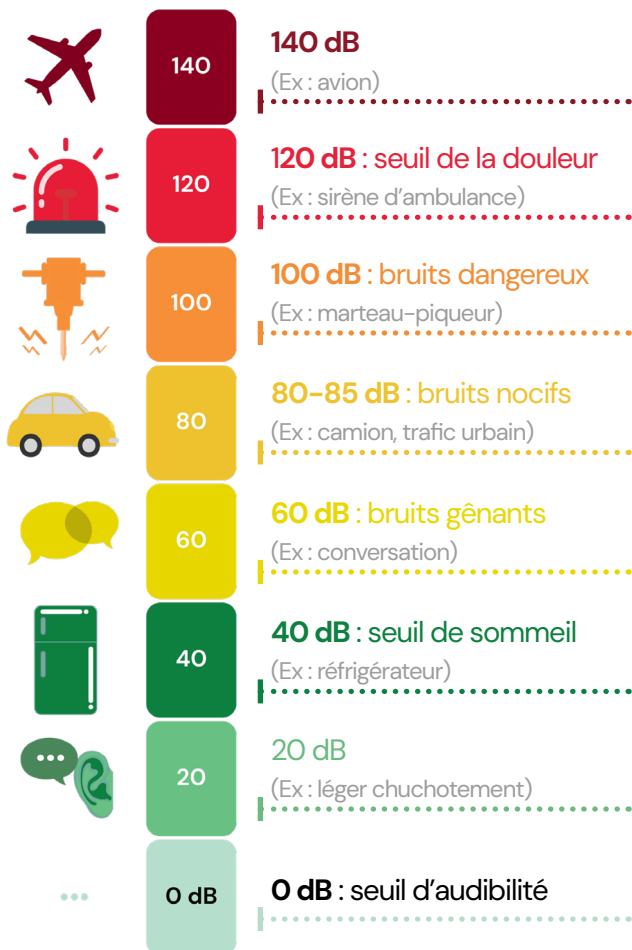 140
140 dB
(Ex : avion)
120
120 dB : seuil de la douleur
(Ex : sirène d'ambulance)
100
100 dB : bruits dangereux
(Ex : marteau-piqueur)
80
80-85 dB : bruits nocifs
(Ex : camion, trafic urbain)
60
60 dB : bruits gênants
(Ex : conversation)
40
40 dB : seuil de sommeil
(Ex : réfrigérateur)
20
20 dB
(Ex : léger chuchotement)
0 dB
0 dB : seuil d'audibilité